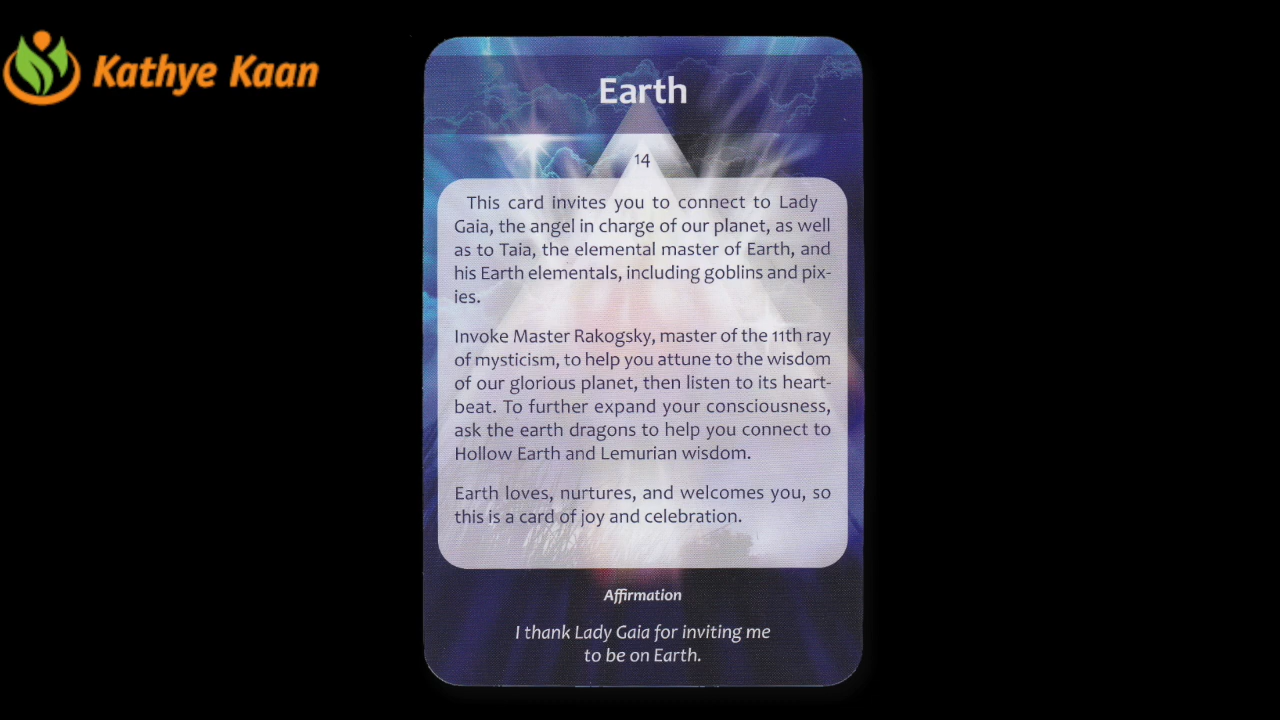 Kathye Kaan
Earth
14
This card invites you to connect to Lady
Gaia, the angel in charge of our planet, as well
as to Taia, the elemental master of Earth, and
his Earth elementals, including goblins and pix-
ies.
Invoke Master Rakogsky, master of the 11th ray
of mysticism, to help you attune to the wisdom
of our glorious planet, then listen to its heart-
beat. To further expand your consciousness,
ask the earth dragons to help you connect to
Hollow Earth and Lemurian wisdom.
Earth loves, nurtures, and welcomes you, so
this is a card of joy and celebration.
Affirmation
I thank Lady Gaia for inviting me
to be on Earth.